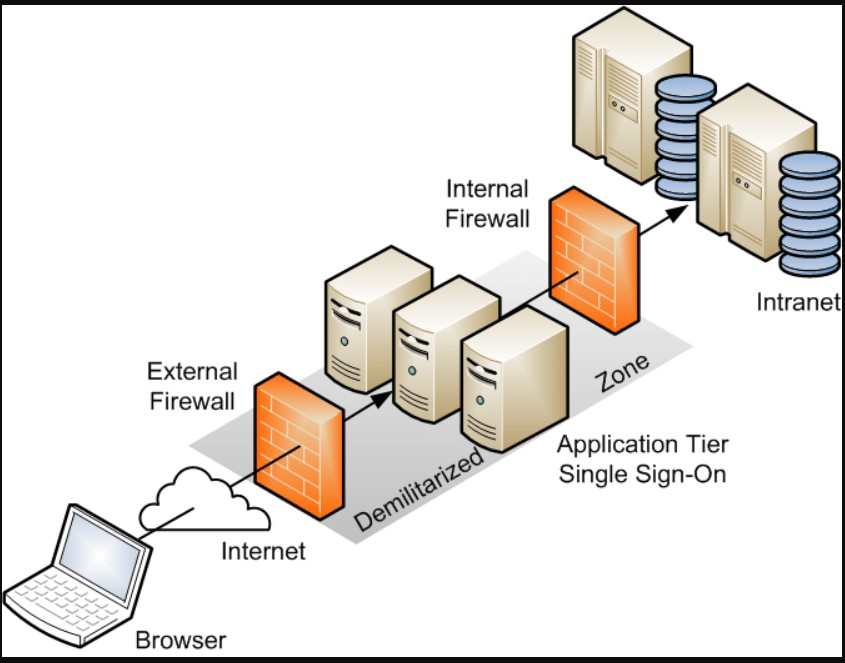 Internal
Firewall
Intranet
External
Firewall
Zone
Application Tier
Single Sign-On
Demilitarized
Internet
Browser